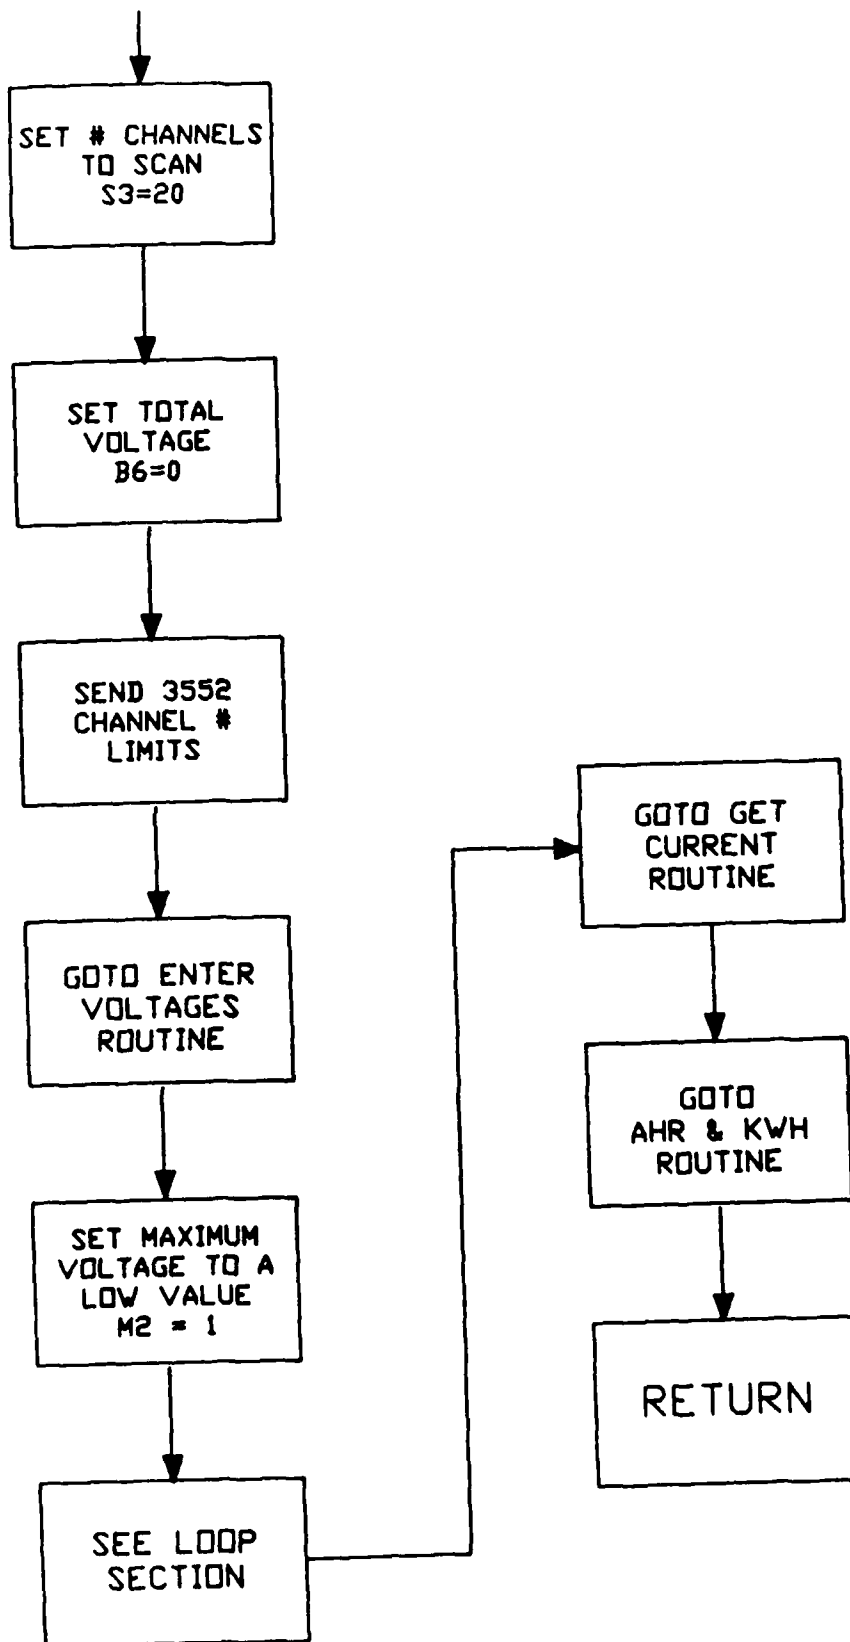 SET # CHANNELS
TO SCAN
S3=20
SET TOTAL
VOLTAGE
B6=0
SEND 3552
CHANNEL #
LIMITS
GOTO ENTER
VOLTAGES
ROUTINE
SET MAXIMUM
VOLTAGE TO A
LOW VALUE
M2 = 1
SEE LOOP
SECTION
GOTO GET
CURRENT
ROUTINE
GOTO
AHR & KWH
ROUTINE
RETURN